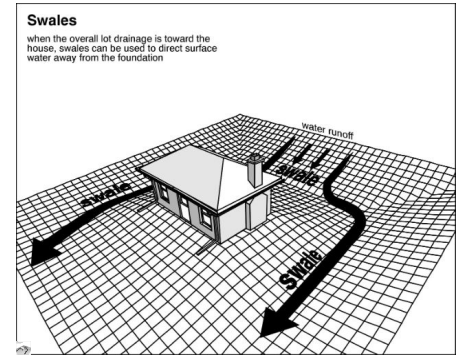 Swales
when the overall lot drainage is toward the
house, swales can be used to direct surface
water away from the foundation
water runoff
swale
swale
Swale